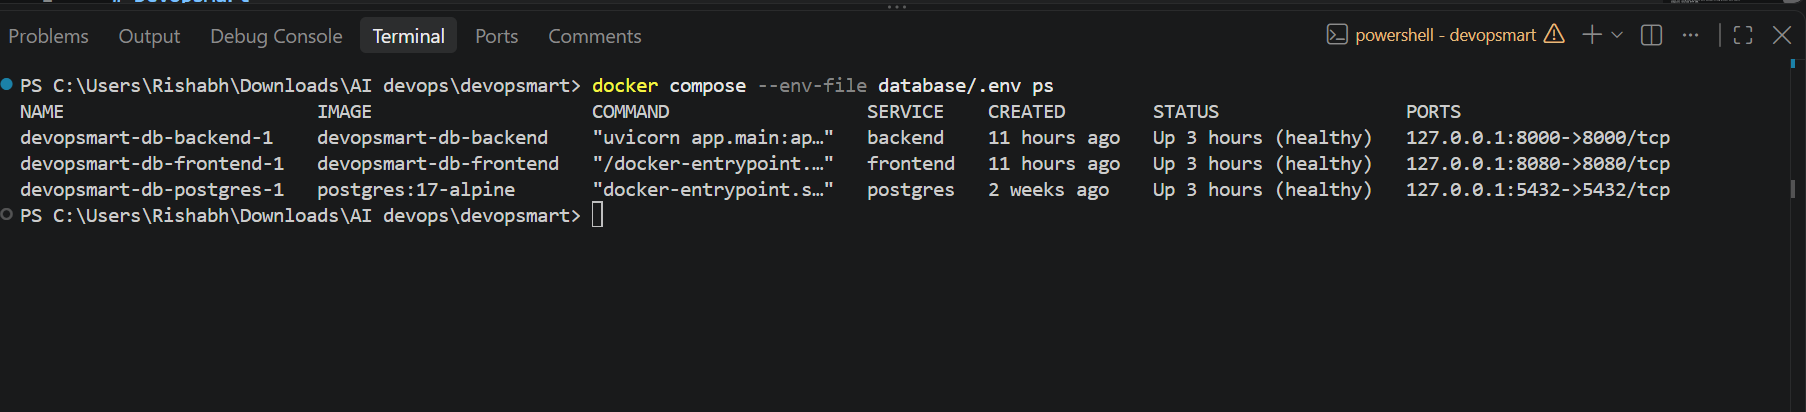 # Devopsmart
Problems Output Debug Console Terminal Ports Comments powershell - devopsmart
PS C:\Users\Rishabh\Downloads\AI devops\devopsmart> docker compose --env-file database/.env ps
NAME IMAGE COMMAND SERVICE CREATED STATUS PORTS
devopsmart-db-backend-1 devopsmart-db-backend "uvicorn app.main:ap…" backend 11 hours ago Up 3 hours (healthy) 127.0.0.1:8000->8000/tcp
devopsmart-db-frontend-1 devopsmart-db-frontend "/docker-entrypoint.…" frontend 11 hours ago Up 3 hours (healthy) 127.0.0.1:8080->8080/tcp
devopsmart-db-postgres-1 postgres:17-alpine "docker-entrypoint.s…" postgres 2 weeks ago Up 3 hours (healthy) 127.0.0.1:5432->5432/tcp
PS C:\Users\Rishabh\Downloads\AI devops\devopsmart>